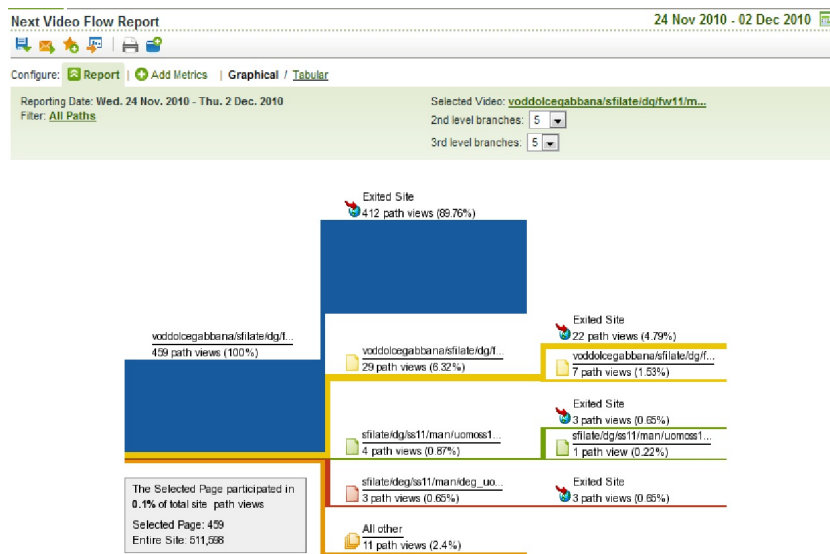 Next Video Flow Report
24 Nov 2010 - 02 Dec 2010
Configure: Report | Add Metrics | Graphical / Tabular
Reporting Date: Wed. 24 Nov. 2010 - Thu. 2 Dec. 2010
Filter: All Paths
Selected Video: voddolcegabbana/sfilate/dg/fw11/m...
2nd level branches: 5
3rd level branches: 5
Exited Site
412 path views (89.76%)
voddolcegabbana/sfilate/dg/f...
459 path views (100%)
voddolcegabbana/sfilate/dg/f...
29 path views (6.32%)
Exited Site
22 path views (4.79%)
voddolcegabbana/sfilate/dg/f...
7 path views (1.53%)
sfilate/dg/ss11/man/uomoss1...
4 path views (0.87%)
Exited Site
3 path views (0.65%)
sfilate/dg/ss11/man/uomoss1...
1 path view (0.22%)
sfilate/deg/ss11/man/deg_uo...
3 path views (0.65%)
Exited Site
3 path views (0.65%)
All other
11 path views (2.4%)
The Selected Page participated in
0.1% of total site path views
Selected Page: 459
Entire Site: 511,598